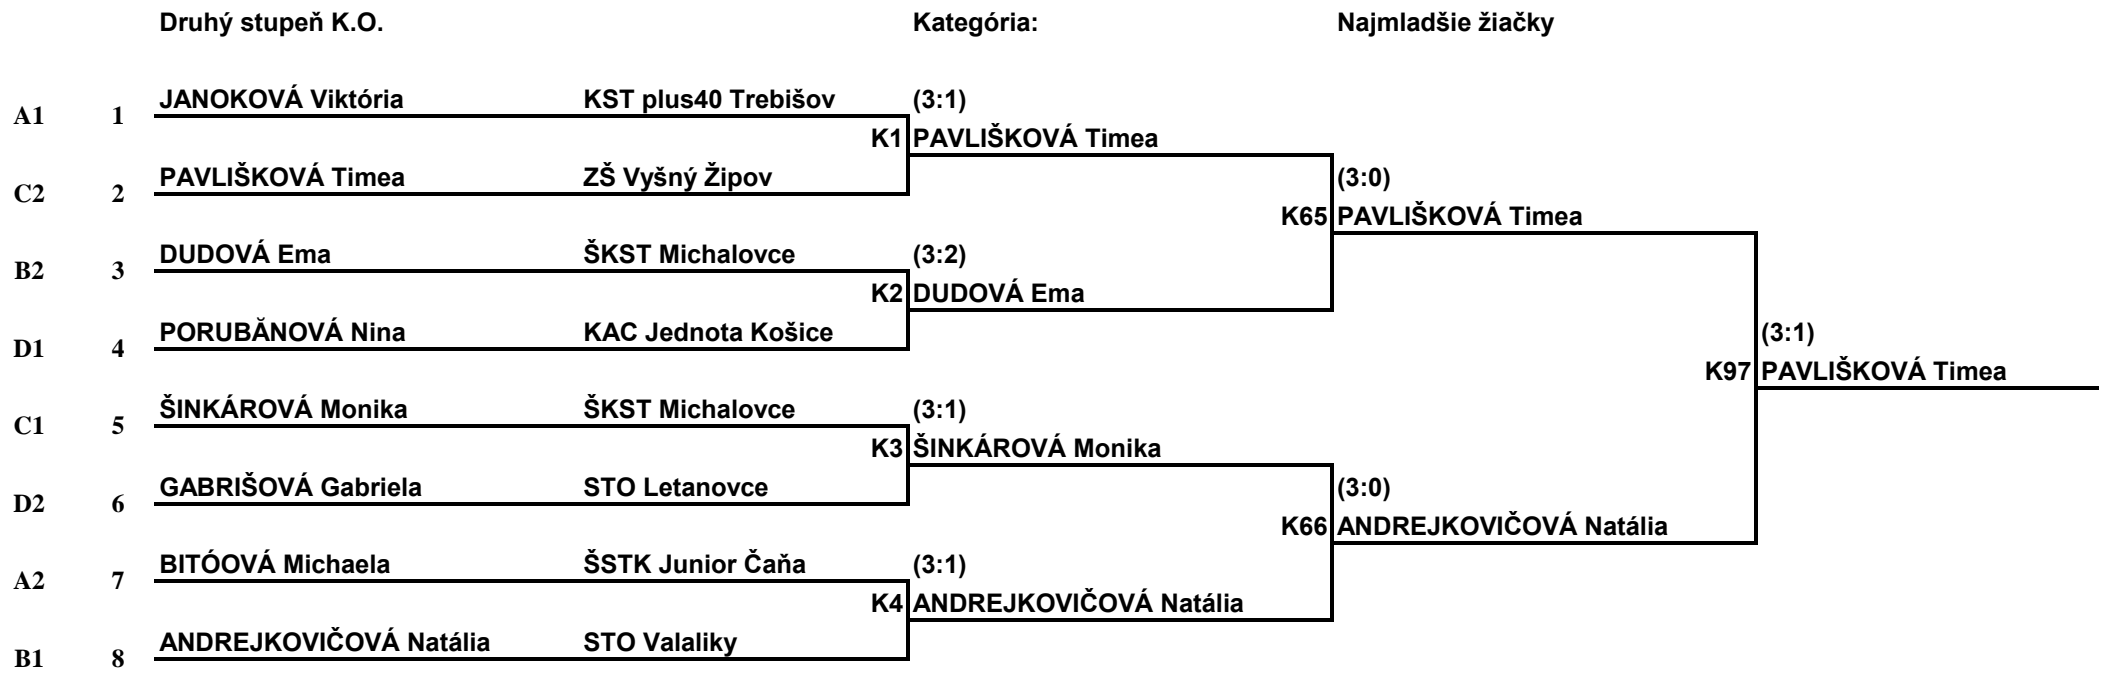 Druhý stupeň K.O. Kategória: Najmladšie žiačky
A1 1 JANOKOVÁ Viktória KST plus40 Trebišov (3:1)
K1 PAVLIŠKOVÁ Timea
C2 2 PAVLIŠKOVÁ Timea ZŠ Vyšný Žipov (3:0)
K65 PAVLIŠKOVÁ Timea
B2 3 DUDOVÁ Ema ŠKST Michalovce (3:2)
K2 DUDOVÁ Ema
D1 4 PORUBĂNOVÁ Nina KAC Jednota Košice (3:1)
K97 PAVLIŠKOVÁ Timea
C1 5 ŠINKÁROVÁ Monika ŠKST Michalovce (3:1)
K3 ŠINKÁROVÁ Monika
D2 6 GABRIŠOVÁ Gabriela STO Letanovce (3:0)
K66 ANDREJKOVIČOVÁ Natália
A2 7 BITÓOVÁ Michaela ŠSTK Junior Čaňa (3:1)
K4 ANDREJKOVIČOVÁ Natália
B1 8 ANDREJKOVIČOVÁ Natália STO Valaliky